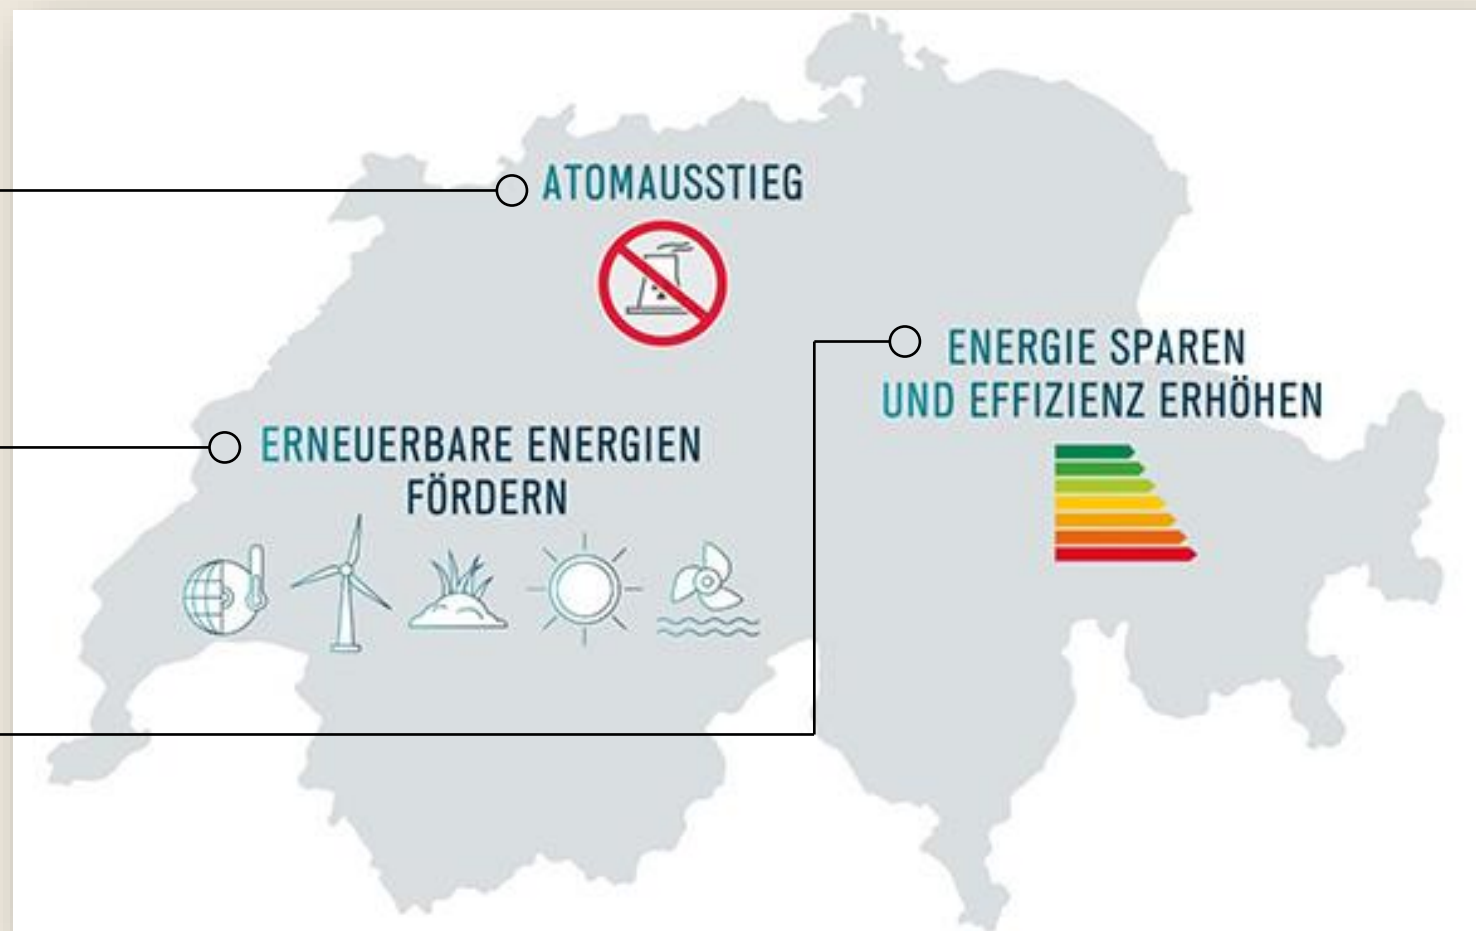 ATOMAUSSTIEG
ENERGIE SPAREN
UND EFFIZIENZ ERHÖHEN
ERNEUERBARE ENERGIEN
FÖRDERN